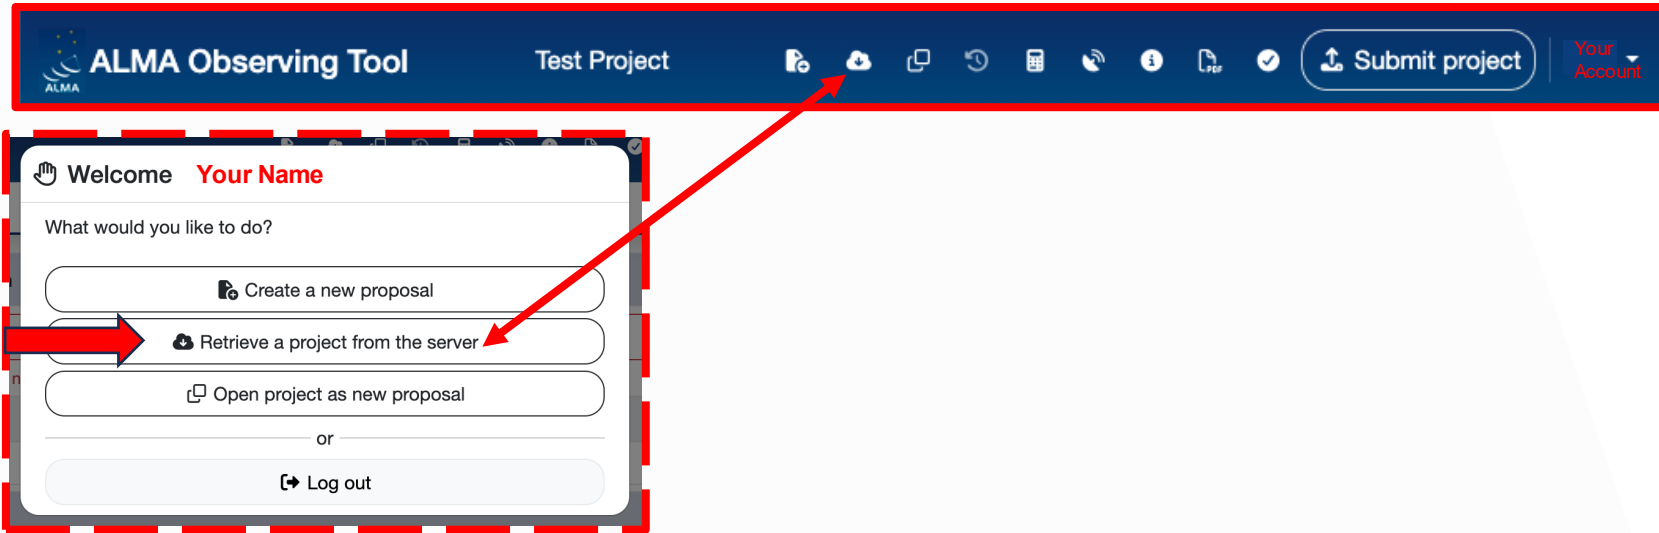 ALMA Observing Tool Test Project Submit project Your Account
ALMA
PDF
Welcome Your Name
What would you like to do?
Create a new proposal
Retrieve a project from the server
n
Open project as new proposal
or
Log out